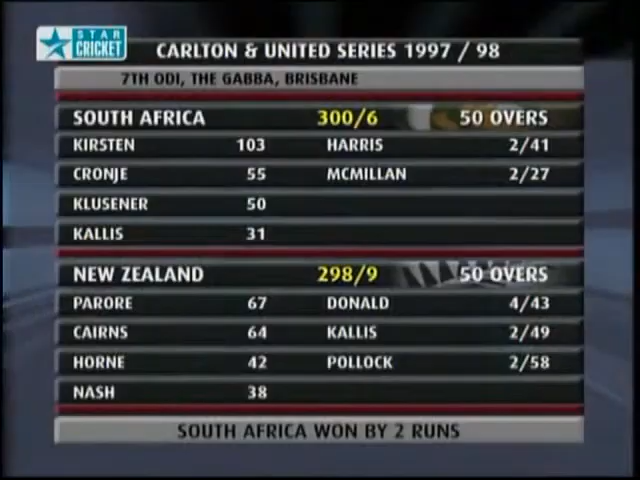 STAR CRICKET
CARLTON & UNITED SERIES 1997 / 98
7TH ODI, THE GABBA, BRISBANE
SOUTH AFRICA 300/6 50 OVERS
KIRSTEN 103 HARRIS 2/41
CRONJE 55 MCMILLAN 2/27
KLUSENER 50
KALLIS 31
NEW ZEALAND 298/9 50 OVERS
PARORE 67 DONALD 4/43
CAIRNS 64 KALLIS 2/49
HORNE 42 POLLOCK 2/58
NASH 38
SOUTH AFRICA WON BY 2 RUNS